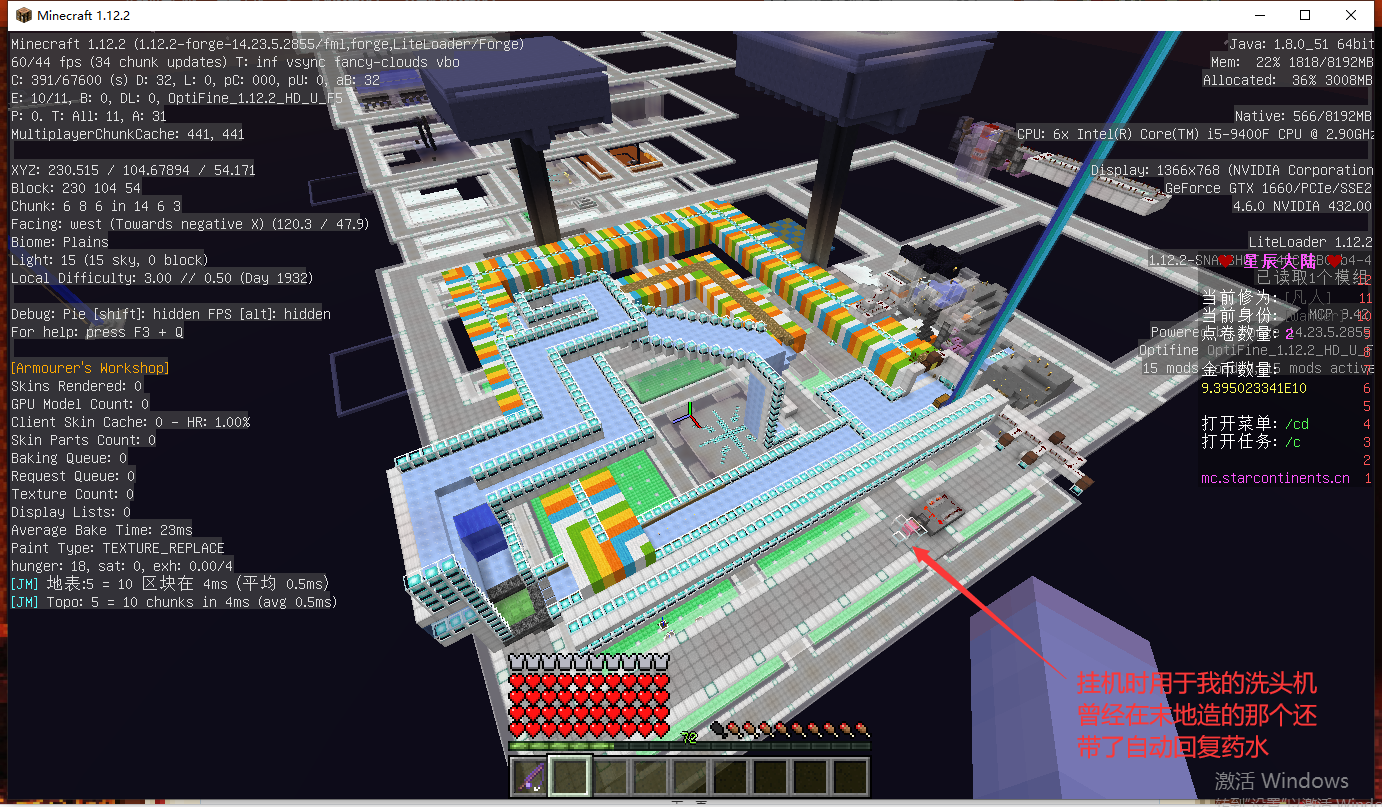 Minecraft 1.12.2
Minecraft 1.12.2 (1.12.2-forge-14.23.5.2855/fml,forge,LiteLoader/Forge)
60/44 fps (34 chunk updates) T: inf vsync fancy-clouds vbo
C: 391/67600 (s) D: 32, L: 0, pC: 000, pU: 0, aB: 32
E: 10/11, B: 0, DL: 0, OptiFine_1.12.2_HD_U_F5
P: 0. T: All: 11, A: 31
MultiplayerChunkCache: 441, 441
XYZ: 230.515 / 104.67894 / 54.171
Block: 230 104 54
Chunk: 6 8 6 in 14 6 3
Facing: west (Towards negative X) (120.3 / 47.9)
Biome: Plains
Light: 15 (15 sky, 0 block)
Local Difficulty: 3.00 // 0.50 (Day 1932)
Debug: Pie [shift]: hidden FPS [alt]: hidden
For help: press F3 + Q
[Armourer's Workshop]
Skins Rendered: 0
GPU Model Count: 0
Client Skin Cache: 0 - HR: 1.00%
Skin Parts Count: 0
Baking Queue: 0
Request Queue: 0
Texture Count: 0
Display Lists: 0
Average Bake Time: 23ms
Paint Type: TEXTURE_REPLACE
hunger: 18, sat: 0, exh: 0.00/4
[JM] 地表:5 = 10 区块在 4ms (平均 0.5ms)
[JM] Topo: 5 = 10 chunks in 4ms (avg 0.5ms)
Java: 1.8.0_51 64bit
Mem: 22% 1818/8192MB
Allocated: 36% 3008MB
Native: 566/8192MB
CPU: 6x Intel(R) Core(TM) i5-9400F CPU @ 2.90GHz
Display: 1366x768 (NVIDIA Corporation
GeForce GTX 1660/PCIe/SSE2
4.6.0 NVIDIA 432.00
LiteLoader 1.12.2
星辰大陆
已读取1个模组
12
当前修为: [凡人] 11
当前身份: 10
MCP 9.42
点卷数量: 2
Powered 14.23.5.2855
Optifine OptiFine_1.12.2_HD_U_F
金币数量:
15 mods mods active
9.395023341E10 6
5
打开菜单: /cd 4
打开任务: /c 3
2
mc.starcontinents.cn 1
挂机时用于我的洗头机
曾经在末地造的那个还
带了自动回复药水
72
激活 Windows